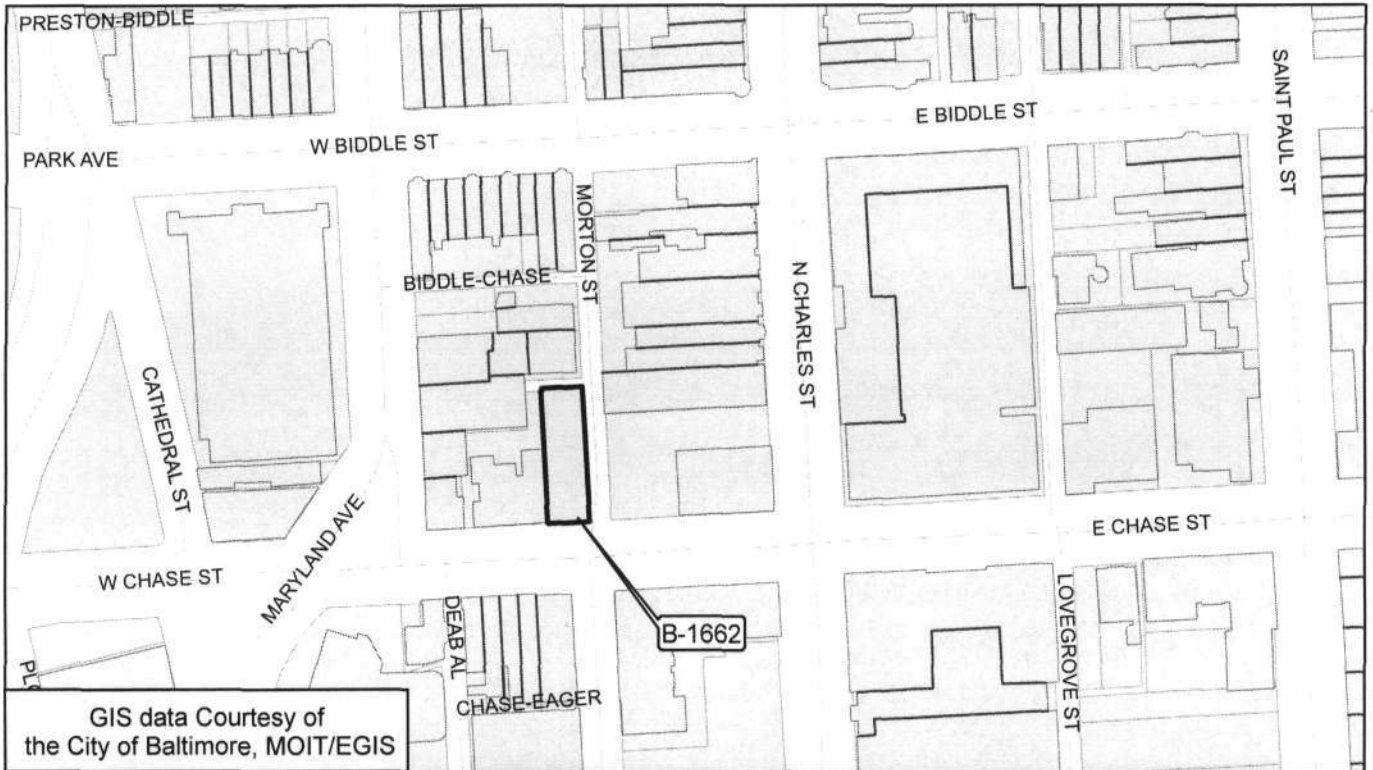 PRESTON-BIDDLE
E BIDDLE ST
SAINT PAUL ST
W BIDDLE ST
PARK AVE
MORTON ST
BIDDLE-CHASE
N CHARLES ST
CATHEDRAL ST
MARYLAND AVE
E CHASE ST
W CHASE ST
DEAB AL
LOVEGROVE ST
B-1662
CHASE-EAGER
GIS data Courtesy of
the City of Baltimore, MOIT/EGIS